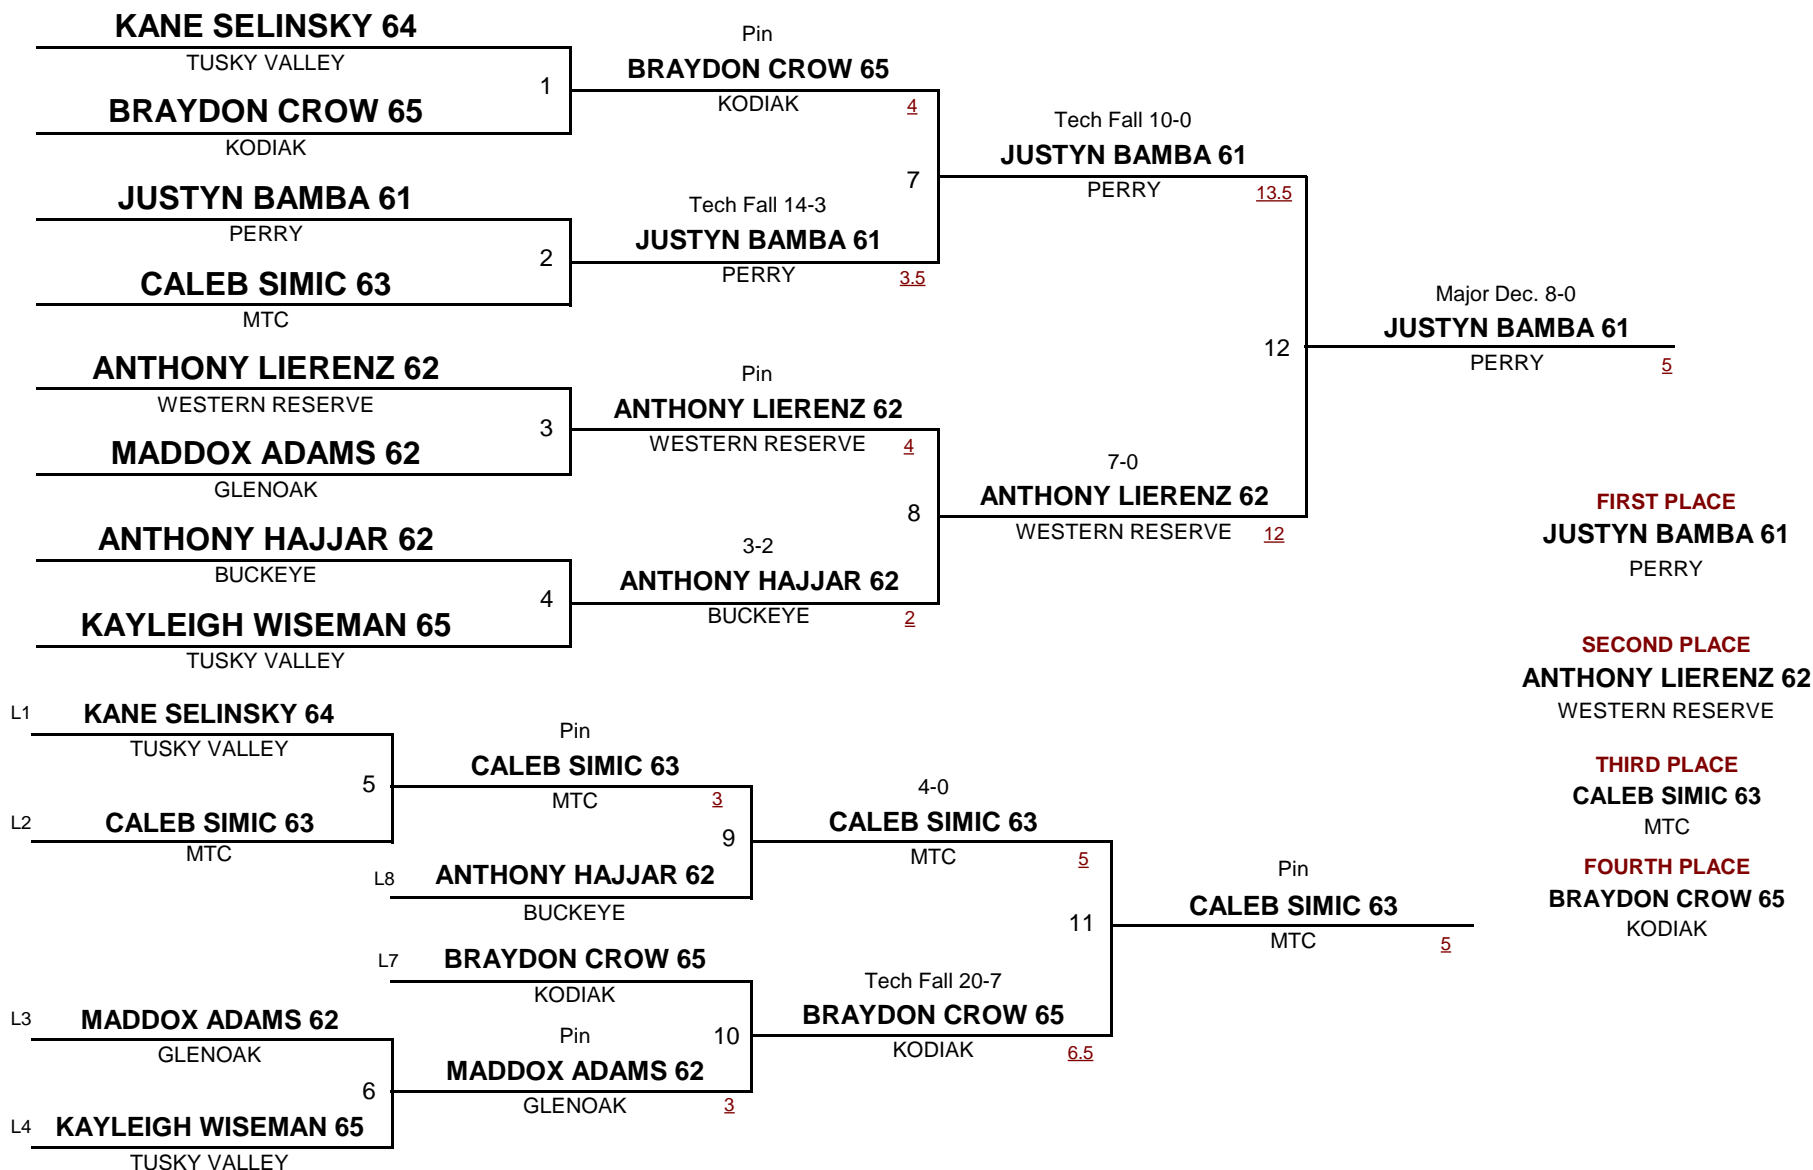 KANE SELINSKY 64
TUSKY VALLEY
1
BRAYDON CROW 65
KODIAK
Pin
BRAYDON CROW 65
KODIAK
4
JUSTYN BAMBA 61
PERRY
2
CALEB SIMIC 63
MTC
Tech Fall 14-3
JUSTYN BAMBA 61
PERRY
3.5
7
Tech Fall 10-0
JUSTYN BAMBA 61
PERRY
13.5
ANTHONY LIERENZ 62
WESTERN RESERVE
3
MADDOX ADAMS 62
GLENOAK
Pin
ANTHONY LIERENZ 62
WESTERN RESERVE
4
ANTHONY HAJJAR 62
BUCKEYE
4
KAYLEIGH WISEMAN 65
TUSKY VALLEY
3-2
ANTHONY HAJJAR 62
BUCKEYE
2
8
7-0
ANTHONY LIERENZ 62
WESTERN RESERVE
12
12
Major Dec. 8-0
JUSTYN BAMBA 61
PERRY
5
FIRST PLACE
JUSTYN BAMBA 61
PERRY
SECOND PLACE
ANTHONY LIERENZ 62
WESTERN RESERVE
THIRD PLACE
CALEB SIMIC 63
MTC
FOURTH PLACE
BRAYDON CROW 65
KODIAK
L1
KANE SELINSKY 64
TUSKY VALLEY
5
L2
CALEB SIMIC 63
MTC
Pin
CALEB SIMIC 63
MTC
3
9
L8
ANTHONY HAJJAR 62
BUCKEYE
4-0
CALEB SIMIC 63
MTC
5
L7
BRAYDON CROW 65
KODIAK
10
L3
MADDOX ADAMS 62
GLENOAK
6
L4
KAYLEIGH WISEMAN 65
TUSKY VALLEY
Pin
MADDOX ADAMS 62
GLENOAK
3
Tech Fall 20-7
BRAYDON CROW 65
KODIAK
6.5
11
Pin
CALEB SIMIC 63
MTC
5